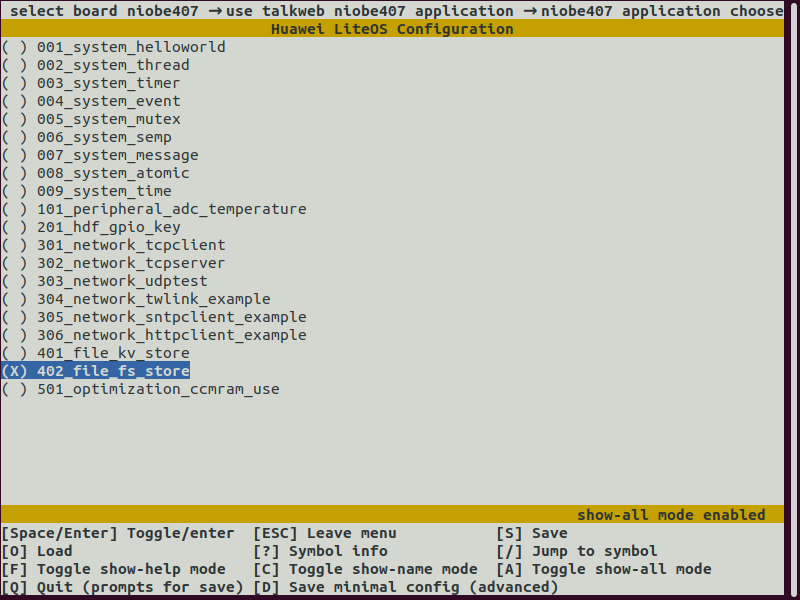 select board niobe407 →use talkweb niobe407 application →niobe407 application choose
Huawei LiteOS Configuration
( ) 001_system_helloworld
( ) 002_system_thread
( ) 003_system_timer
( ) 004_system_event
( ) 005_system_mutex
( ) 006_system_semp
( ) 007_system_message
( ) 008_system_atomic
( ) 009_system_time
( ) 101_peripheral_adc_temperature
( ) 201_hdf_gpio_key
( ) 301_network_tcpclient
( ) 302_network_tcpserver
( ) 303_network_udptest
( ) 304_network_twlink_example
( ) 305_network_sntpclient_example
( ) 306_network_httpclient_example
( ) 401_file_kv_store
(X) 402_file_fs_store
( ) 501_optimization_ccmram_use
show-all mode enabled
[Space/Enter] Toggle/enter [ESC] Leave menu [S] Save
[O] Load [?] Symbol info [/] Jump to symbol
[F] Toggle show-help mode [C] Toggle show-name mode [A] Toggle show-all mode
[Q] Quit (prompts for save) [D] Save minimal config (advanced)